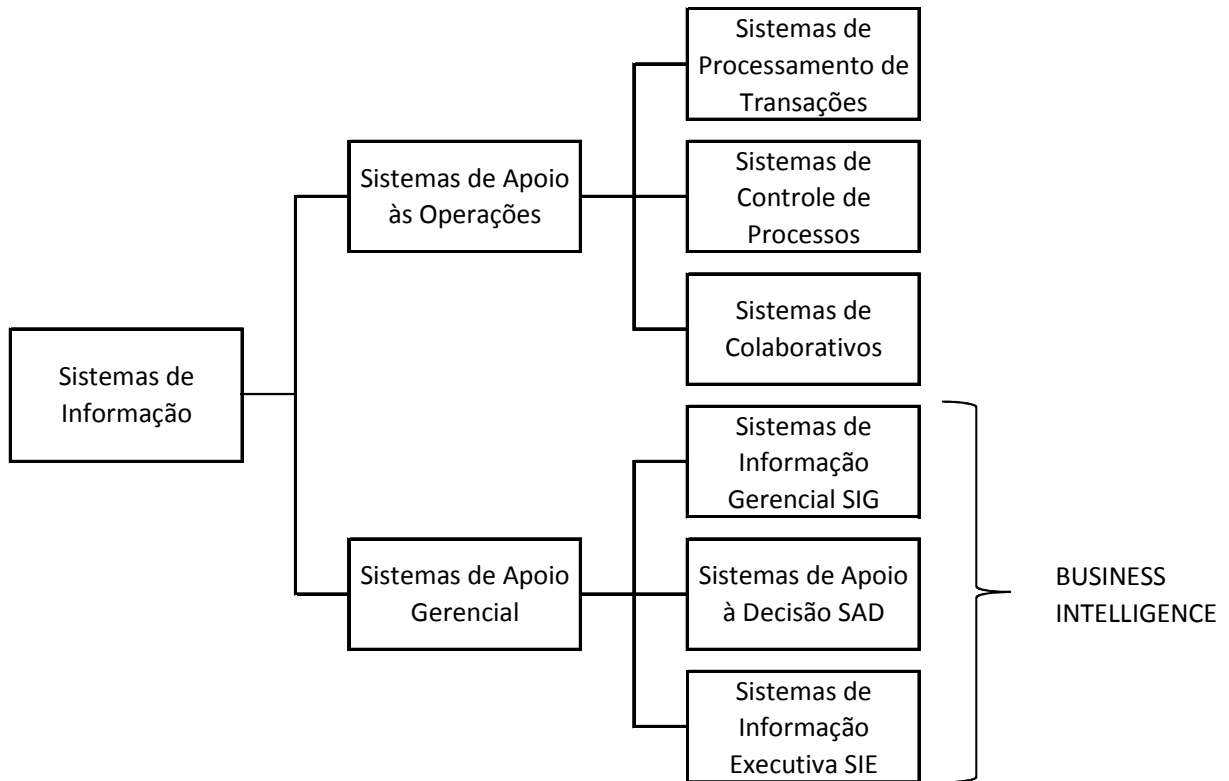 Sistemas de
Processamento de
Transações
Sistemas de Apoio
às Operações
Sistemas de
Controle de
Processos
Sistemas de
Colaborativos
Sistemas de
Informação
Sistemas de
Informação
Gerencial SIG
Sistemas de Apoio
Gerencial
Sistemas de Apoio
à Decisão SAD
BUSINESS
INTELLIGENCE
Sistemas de
Informação
Executiva SIE